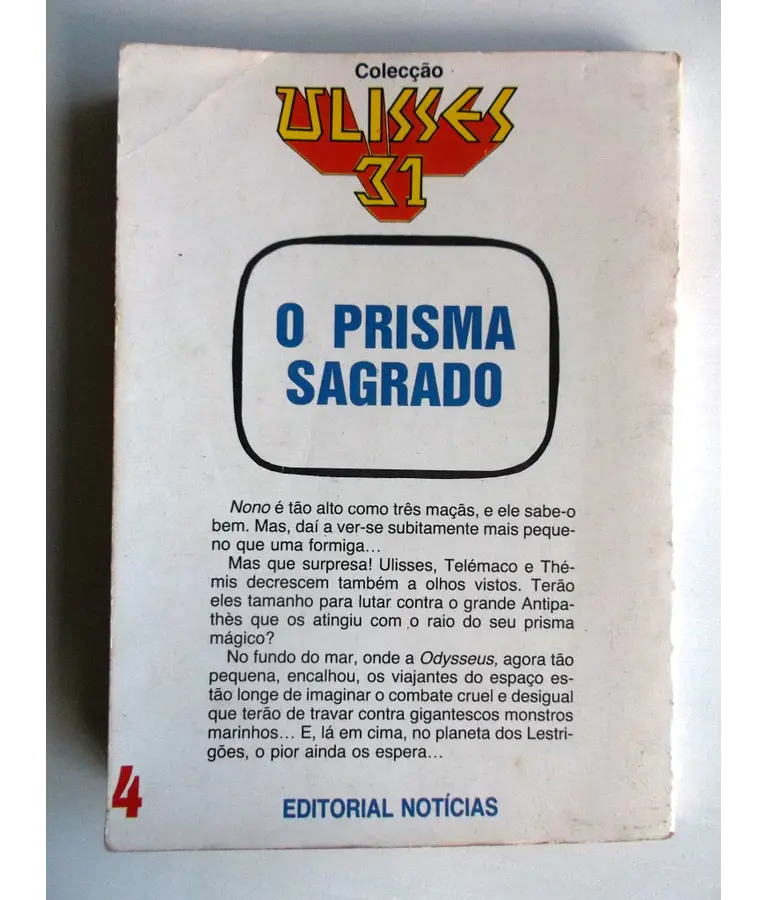 Colecção
ULISSES
31
O PRISMA
SAGRADO
Nono é tão alto como três maçãs, e ele sabe-o
bem. Mas, daí a ver-se subitamente mais peque-
no que uma formiga...
Mas que surpresa! Ulisses, Telémaco e Thé-
mis decrescem também a olhos vistos. Terão
eles tamanho para lutar contra o grande Antipa-
thès que os atingiu com o raio do seu prisma
mágico?
No fundo do mar, onde a Odysseus, agora tão
pequena, encalhou, os viajantes do espaço es-
tão longe de imaginar o combate cruel e desigual
que terão de travar contra gigantescos monstros
marinhos... E, lá em cima, no planeta dos Lestri-
gões, o pior ainda os espera...
4
EDITORIAL NOTÍCIAS